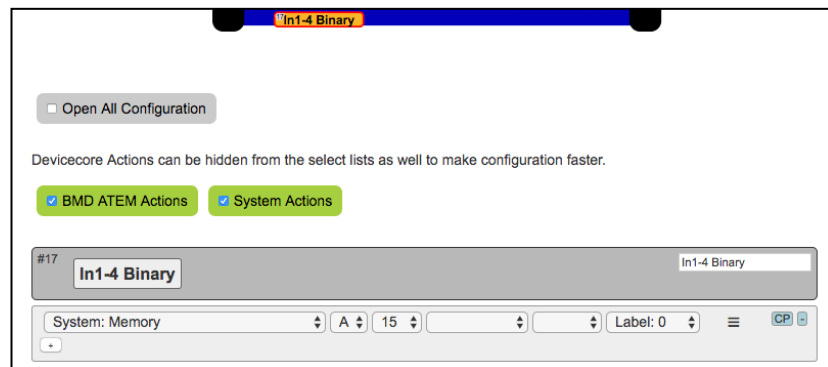 17 In1-4 Binary
Open All Configuration
Devicecore Actions can be hidden from the select lists as well to make configuration faster.
BMD ATEM Actions System Actions
#17 In1-4 Binary In1-4 Binary
System: Memory A 15 Label: 0 ≡ CP -
+